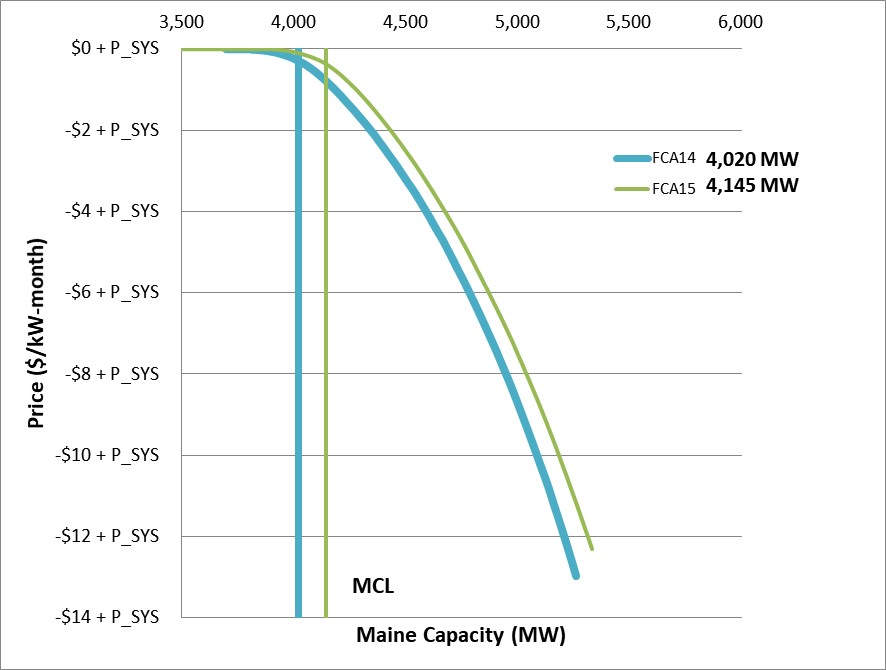 3,500 4,000 4,500 5,000 5,500 6,000
$0 + P_SYS
-$2 + P_SYS
FCA14 4,020 MW
FCA15 4,145 MW
-$4 + P_SYS
-$6 + P_SYS
-$8 + P_SYS
-$10 + P_SYS
-$12 + P_SYS
-$14 + P_SYS
Price ($/kW-month)
MCL
Maine Capacity (MW)